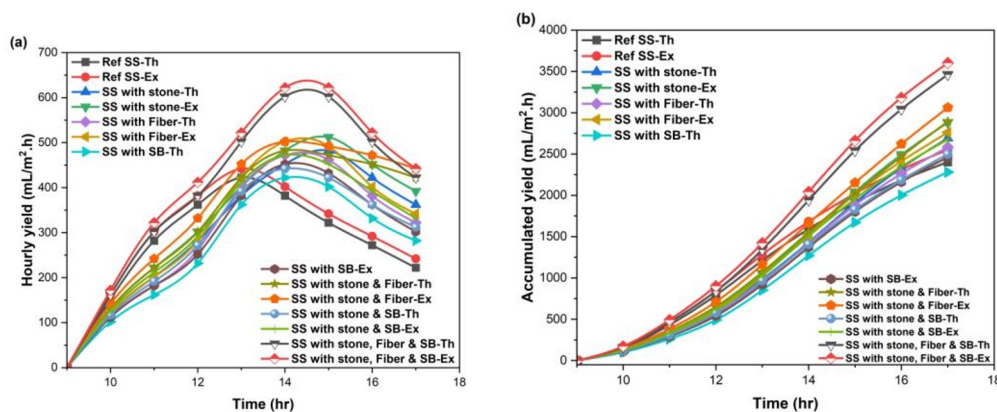 (a)
700
600
500
400
300
200
100
0
Hourly yield (mL/m².hr)
Ref SS-Th
Ref SS-Ex
SS with stone-Th
SS with stone-Ex
SS with Fiber-Th
SS with Fiber-Ex
SS with SB-Th
SS with SB-Ex
SS with stone & Fiber-Th
SS with stone & Fiber-Ex
SS with stone & SB-Th
SS with stone & SB-Ex
SS with stone, Fiber & SB-Th
SS with stone, Fiber & SB-Ex
10 12 14 16 18
Time (hr)
(b)
4000
3500
3000
2500
2000
1500
1000
500
0
Accumulated yield (mL/m².h)
Ref SS-Th
Ref SS-Ex
SS with stone-Th
SS with stone-Ex
SS with Fiber-Th
SS with Fiber-Ex
SS with SB-Th
SS with SB-Ex
SS with stone & Fiber-Th
SS with stone & Fiber-Ex
SS with stone & SB-Th
SS with stone & SB-Ex
SS with stone, Fiber & SB-Th
SS with stone, Fiber & SB-Ex
10 12 14 16 18
Time (hr)